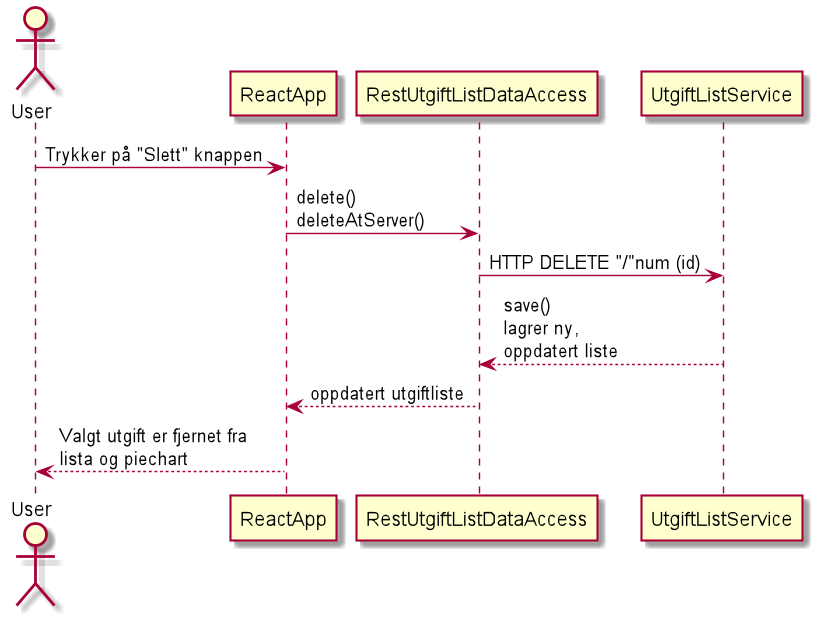 User
ReactApp
RestUtgiftListDataAccess
UtgiftListService
Trykker på "Slett" knappen
delete()
deleteAtServer()
HTTP DELETE "/"num (id)
save()
lagrer ny,
oppdatert liste
oppdatert utgiftliste
Valgt utgift er fjernet fra
lista og piechart
User
ReactApp
RestUtgiftListDataAccess
UtgiftListService